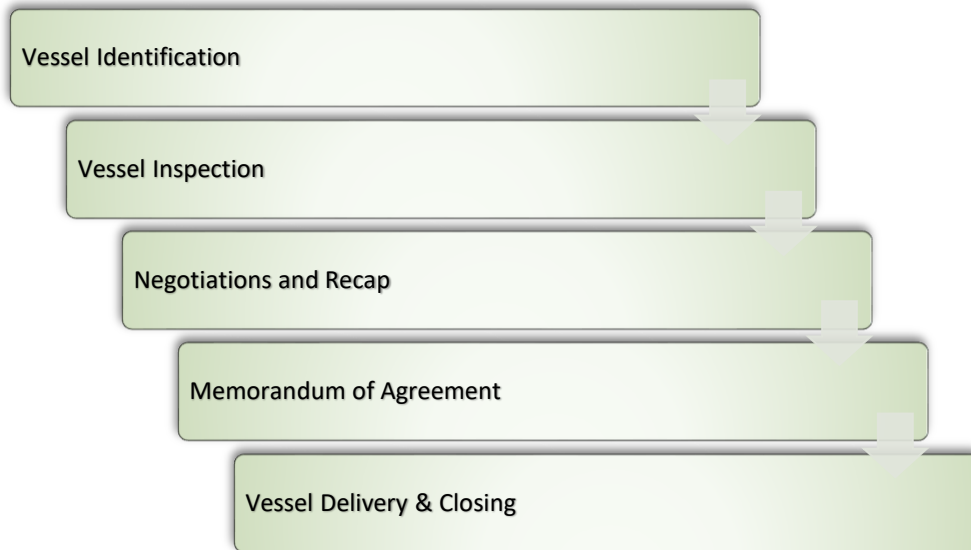 Vessel Identification
Vessel Inspection
Negotiations and Recap
Memorandum of Agreement
Vessel Delivery & Closing